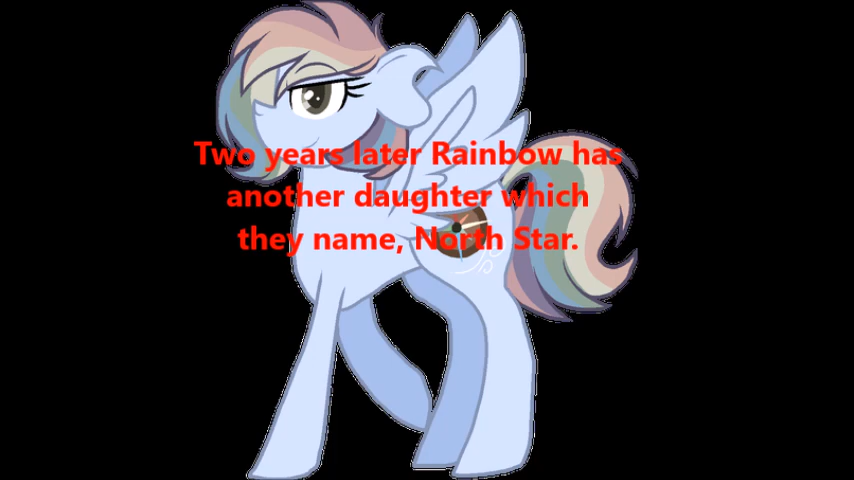 Two years later Rainbow has
another daughter which
they name, North Star.